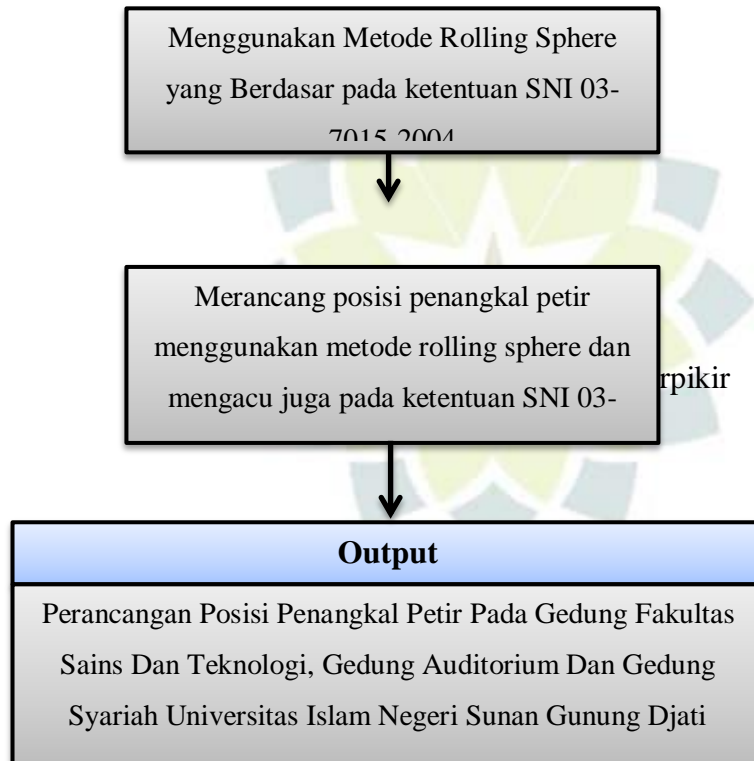 Menggunakan Metode Rolling Sphere
yang Berdasar pada ketentuan SNI 03-
7015-2004
Merancang posisi penangkal petir
menggunakan metode rolling sphere dan
rpikir
mengacu juga pada ketentuan SNI 03-
Output
Perancangan Posisi Penangkal Petir Pada Gedung Fakultas
Sains Dan Teknologi, Gedung Auditorium Dan Gedung
Syariah Universitas Islam Negeri Sunan Gunung Djati